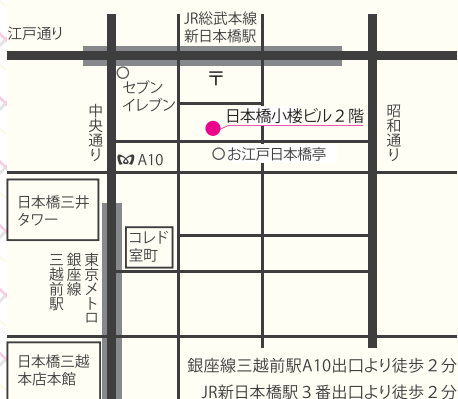 JR総武本線
新日本橋駅
江戸通り
〒
セブン
イレブン
中央通り
日本橋小楼ビル２階
昭和通り
A10
お江戸日本橋亭
日本橋三井
タワー
コレド
室町
東京メトロ
銀座線
三越前駅
日本橋三越
本店本館
銀座線三越前駅A10出口より徒歩２分
JR新日本橋駅３番出口より徒歩２分